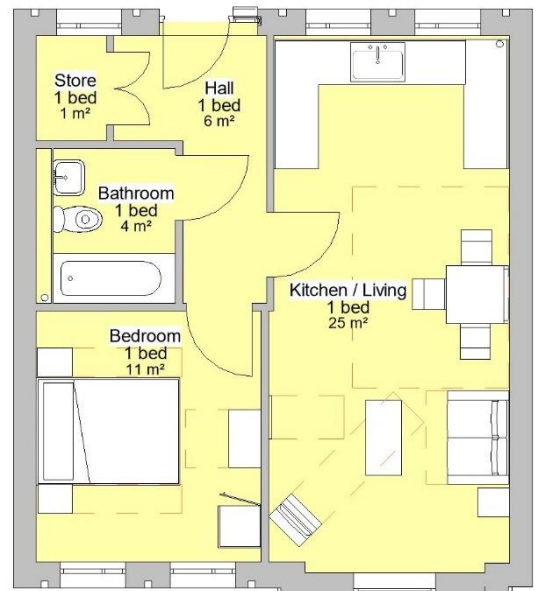 Store
1 bed
1 m²
Hall
1 bed
6 m²
Bathroom
1 bed
4 m²
Kitchen / Living
1 bed
25 m²
Bedroom
1 bed
11 m²